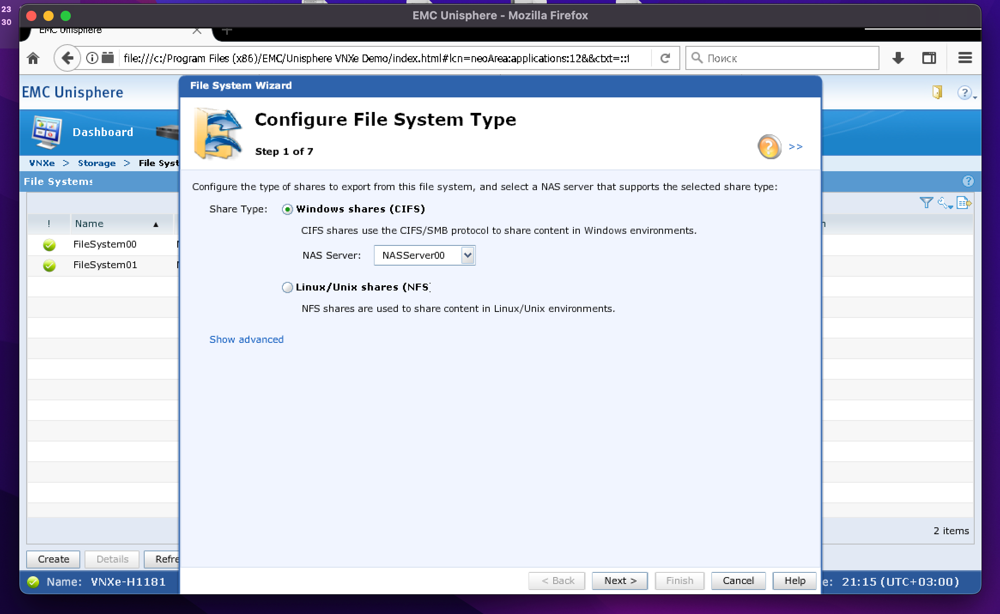 23
30
EMC Unisphere - Mozilla Firefox
EMC Unisphere
file:///c:/Program Files (x86)/EMC/Unisphere VNXe Demo/index.html#lcn=neoArea:applications:12&&ctxt=::f
Поиск
EMC Unisphere
File System Wizard
Configure File System Type
Step 1 of 7
>>
Dashboard
VNXe > Storage > File Syst
File Systems
Configure the type of shares to export from this file system, and select a NAS server that supports the selected share type:
Share Type:
Windows shares (CIFS)
CIFS shares use the CIFS/SMB protocol to share content in Windows environments.
NAS Server: NASServer00
Linux/Unix shares (NFS)
NFS shares are used to share content in Linux/Unix environments.
Show advanced
! Name ▲
FileSystem00
FileSystem01
2 items
Create Details Refre
< Back Next > Finish Cancel Help
Name: VNXe-H1181
e: 21:15 (UTC+03:00)